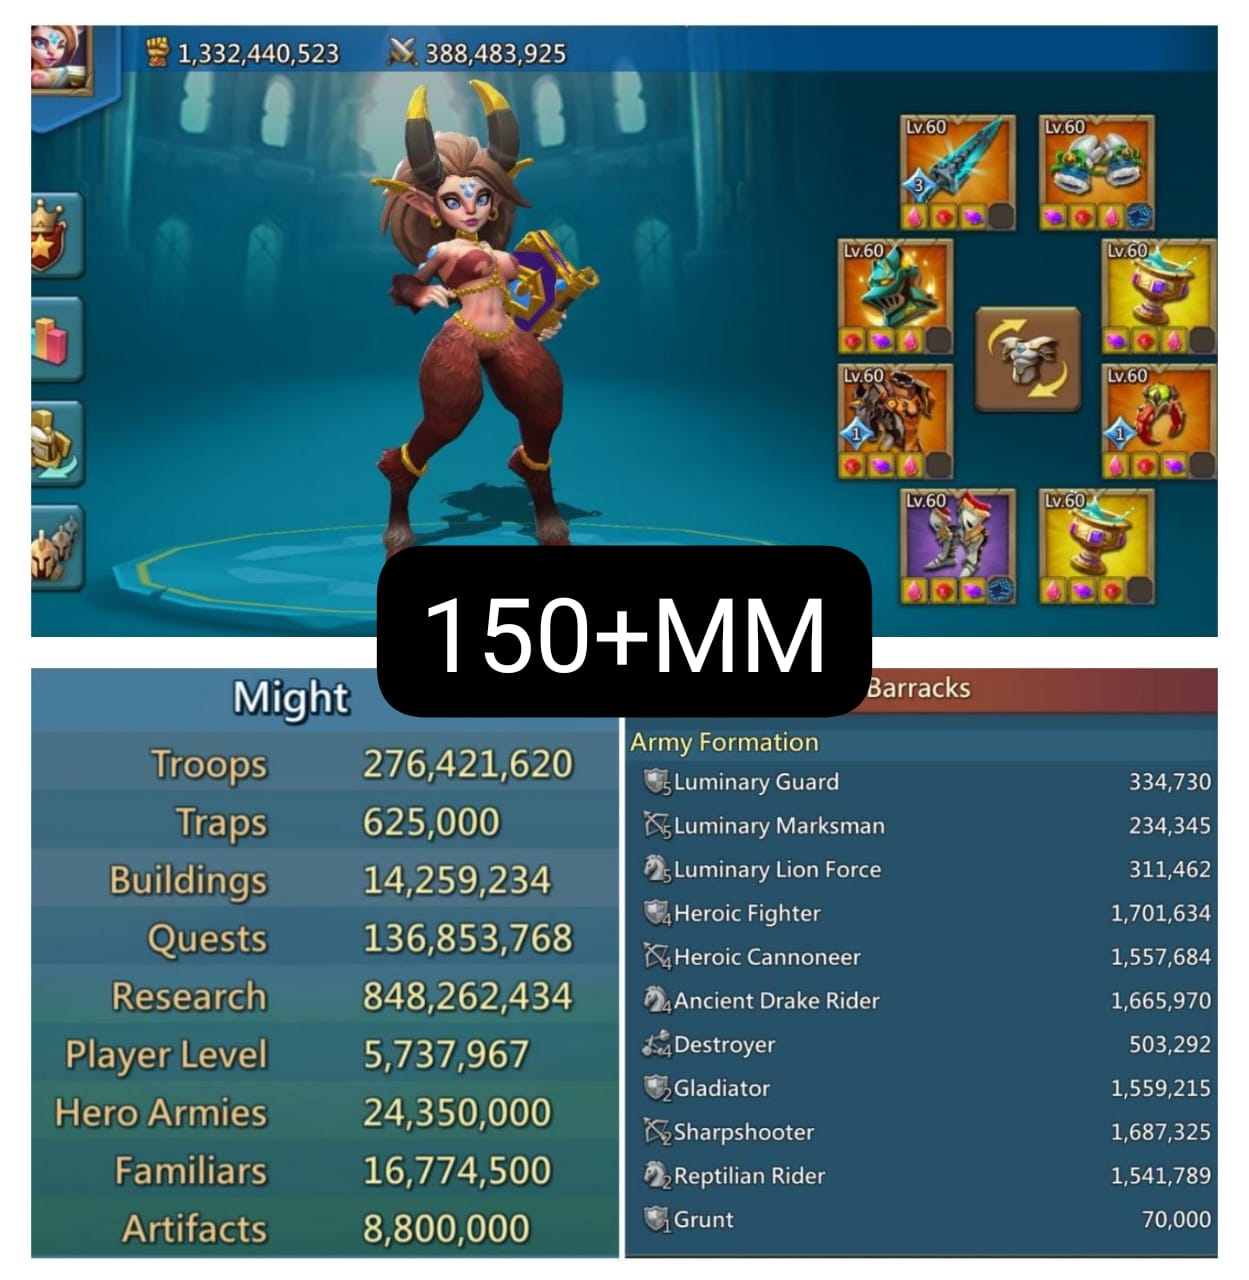 1,332,440,523 388,483,925
Lv.60 Lv.60
3
Lv.60 Lv.60
Lv.60 Lv.60
1 1
Lv.60 Lv.60
150+MM
Might
Troops 276,421,620
Traps 625,000
Buildings 14,259,234
Quests 136,853,768
Research 848,262,434
Player Level 5,737,967
Hero Armies 24,350,000
Familiars 16,774,500
Artifacts 8,800,000
Barracks
Army Formation
5 Luminary Guard 334,730
5 Luminary Marksman 234,345
5 Luminary Lion Force 311,462
4 Heroic Fighter 1,701,634
4 Heroic Cannoneer 1,557,684
4 Ancient Drake Rider 1,665,970
4 Destroyer 503,292
2 Gladiator 1,559,215
2 Sharpshooter 1,687,325
2 Reptilian Rider 1,541,789
1 Grunt 70,000